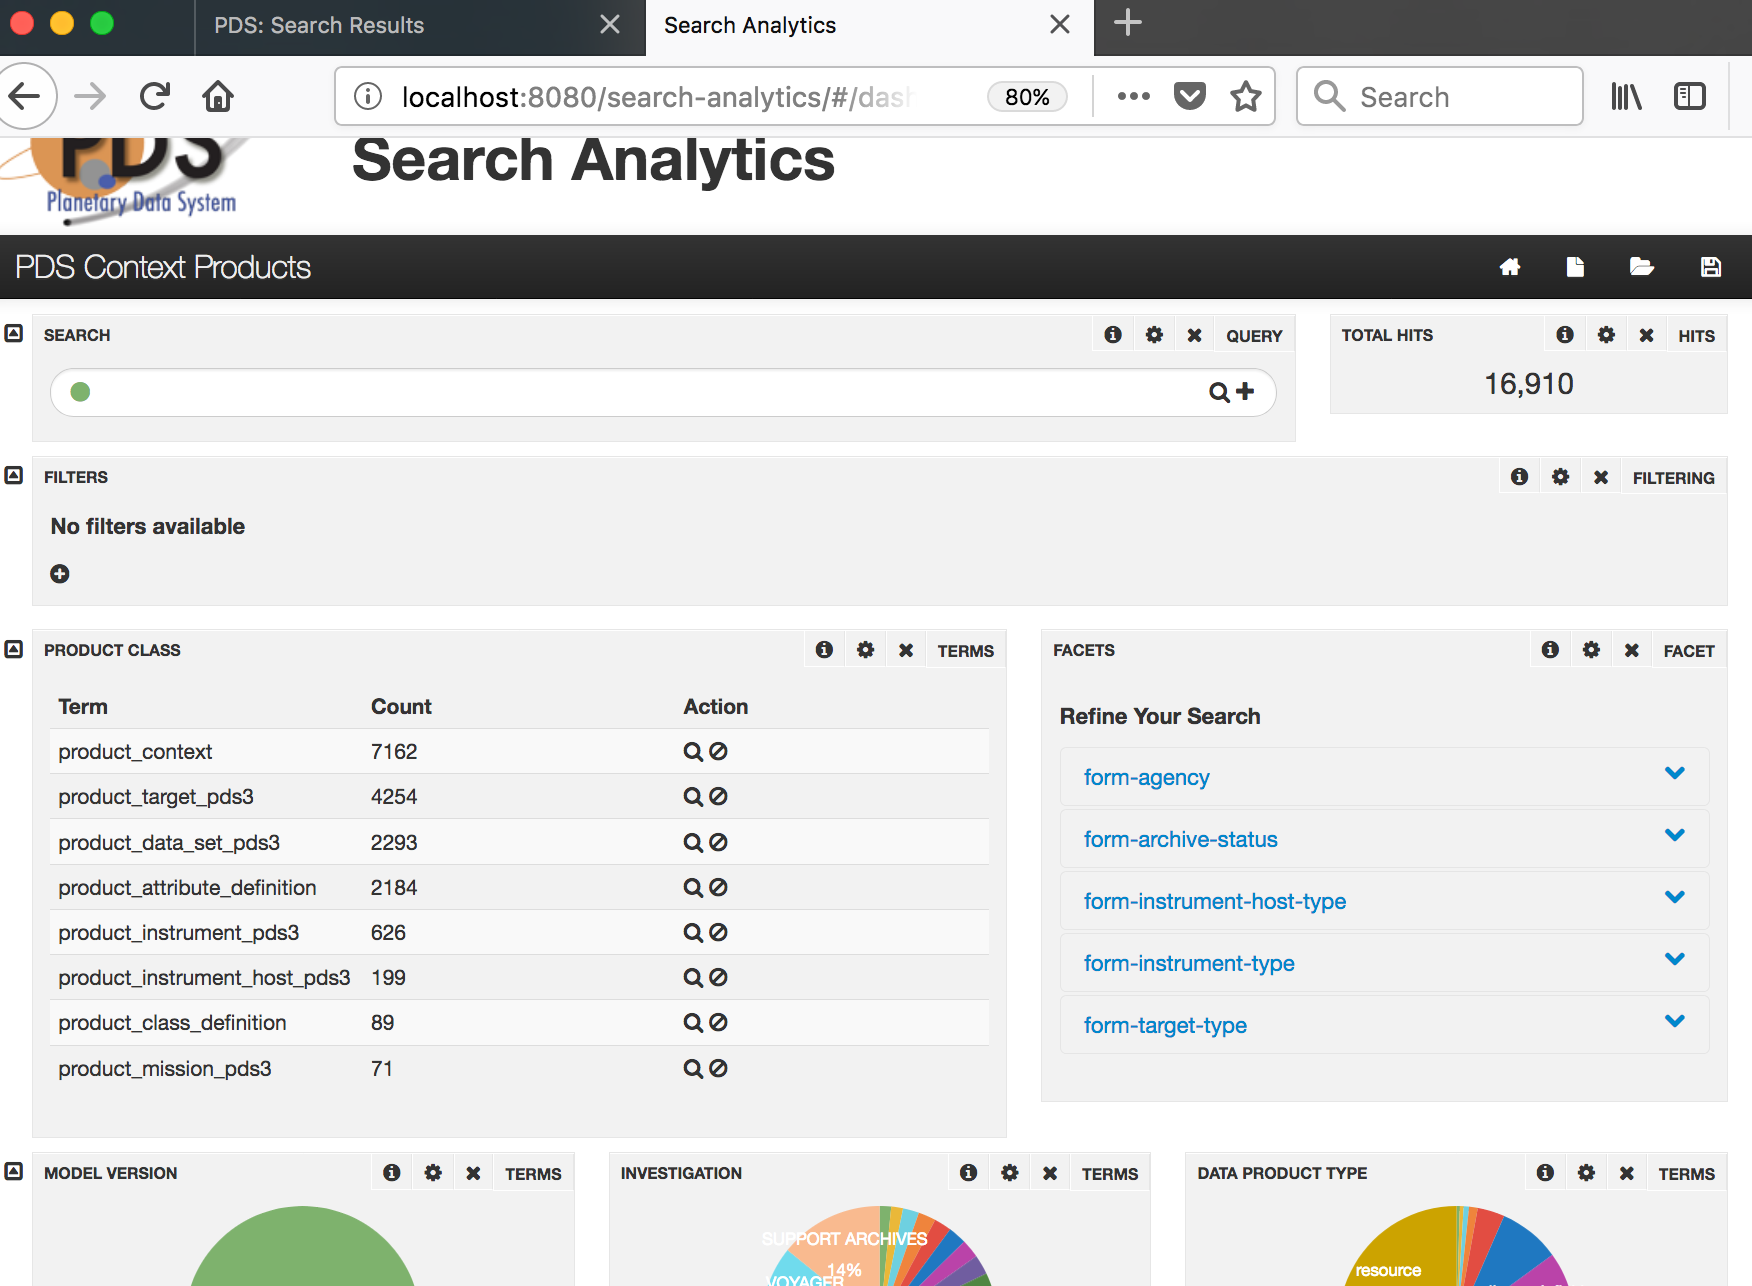 PDS: Search Results
Search Analytics
localhost:8080/search-analytics/#/das
80%
Search
PDS
Planetary Data System
Search Analytics
PDS Context Products
SEARCH
QUERY
TOTAL HITS
HITS
16,910
FILTERS
FILTERING
No filters available
PRODUCT CLASS
TERMS
Term Count Action
product_context 7162
product_target_pds3 4254
product_data_set_pds3 2293
product_attribute_definition 2184
product_instrument_pds3 626
product_instrument_host_pds3 199
product_class_definition 89
product_mission_pds3 71
FACETS
FACET
Refine Your Search
form-agency
form-archive-status
form-instrument-host-type
form-instrument-type
form-target-type
MODEL VERSION
TERMS
INVESTIGATION
TERMS
SUPPORT ARCHIVES
14%
VOYAGER
DATA PRODUCT TYPE
TERMS
resource